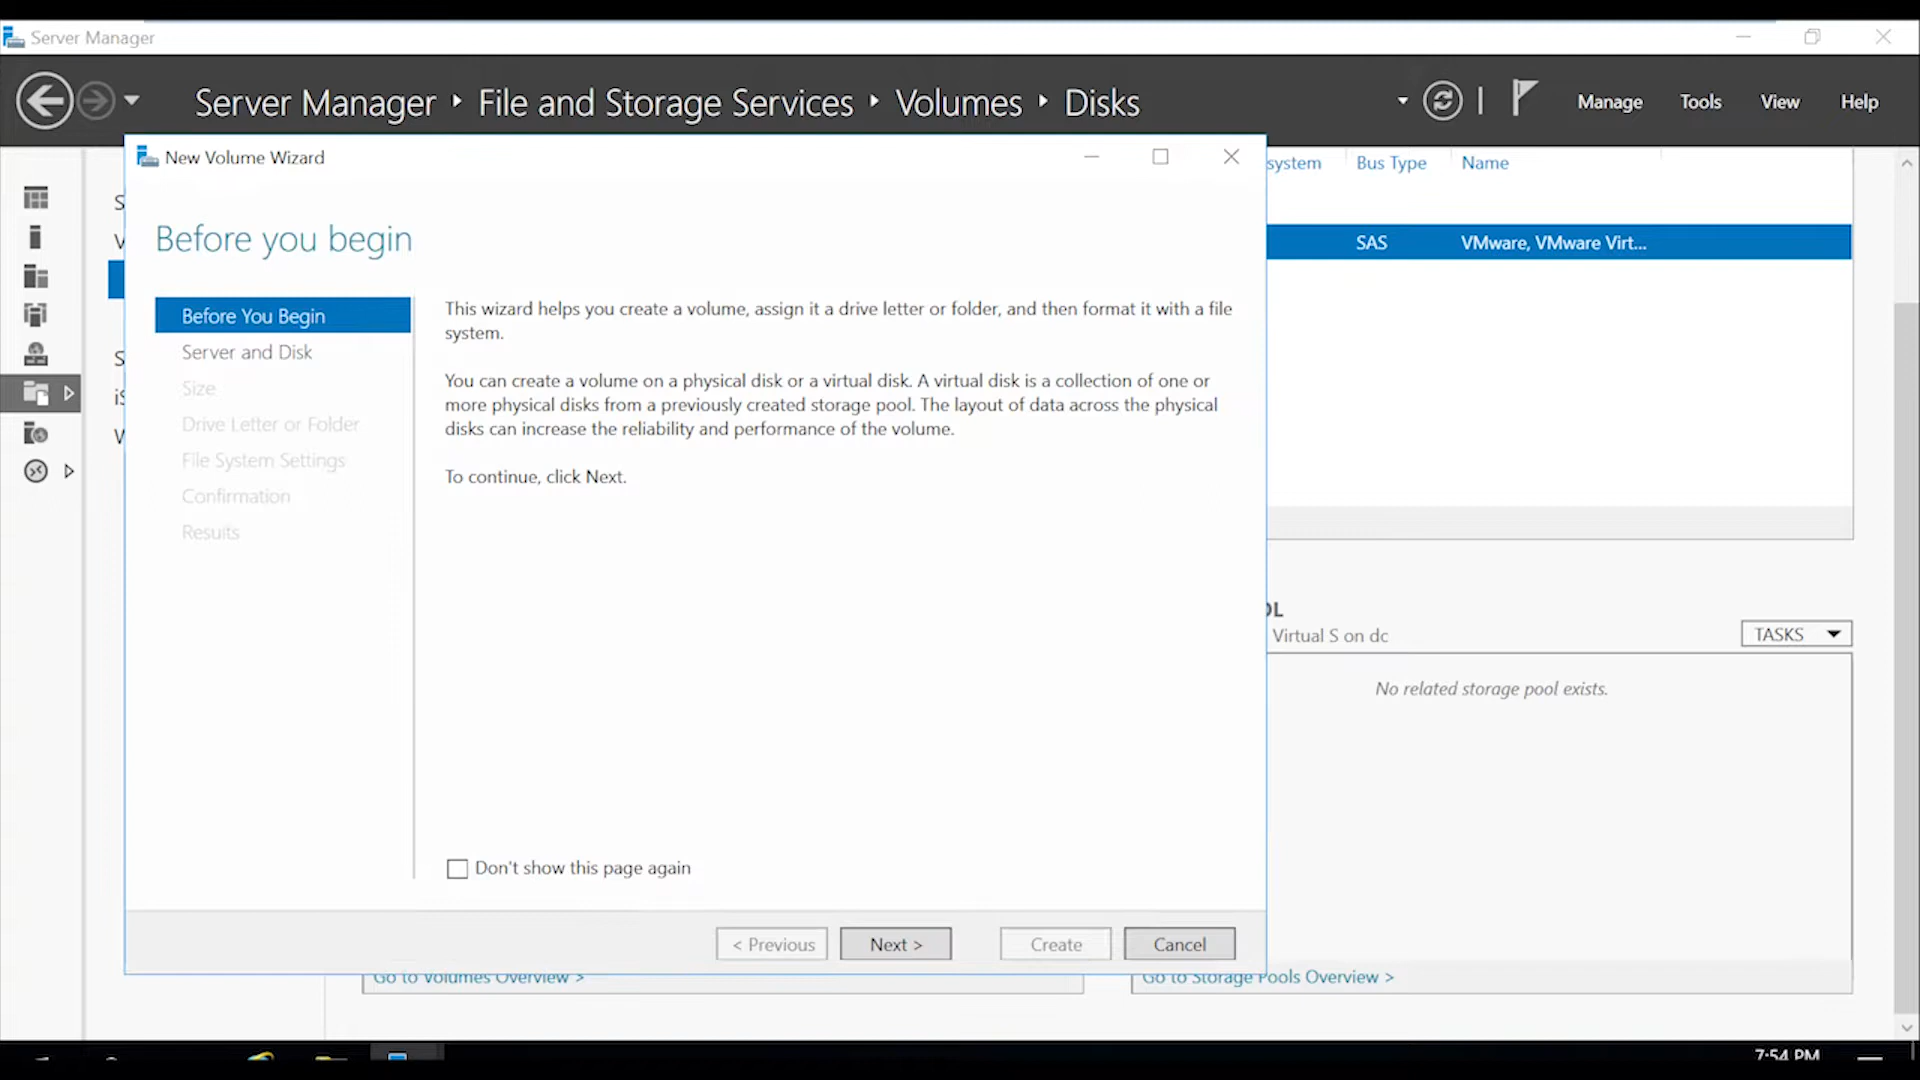 Server Manager
Server Manager ‣ File and Storage Services ‣ Volumes ‣ Disks
Manage Tools View Help
New Volume Wizard
system Bus Type Name
SAS VMware, VMware Virt...
Before you begin
Before You Begin
Server and Disk
Size
Drive Letter or Folder
File System Settings
Confirmation
Results
This wizard helps you create a volume, assign it a drive letter or folder, and then format it with a file
system.
You can create a volume on a physical disk or a virtual disk. A virtual disk is a collection of one or
more physical disks from a previously created storage pool. The layout of data across the physical
disks can increase the reliability and performance of the volume.
To continue, click Next.
Don't show this page again
< Previous Next > Create Cancel
OL
Virtual S on dc
TASKS
No related storage pool exists.
Go to Volumes Overview >
Go to Storage Pools Overview >
7:54 PM